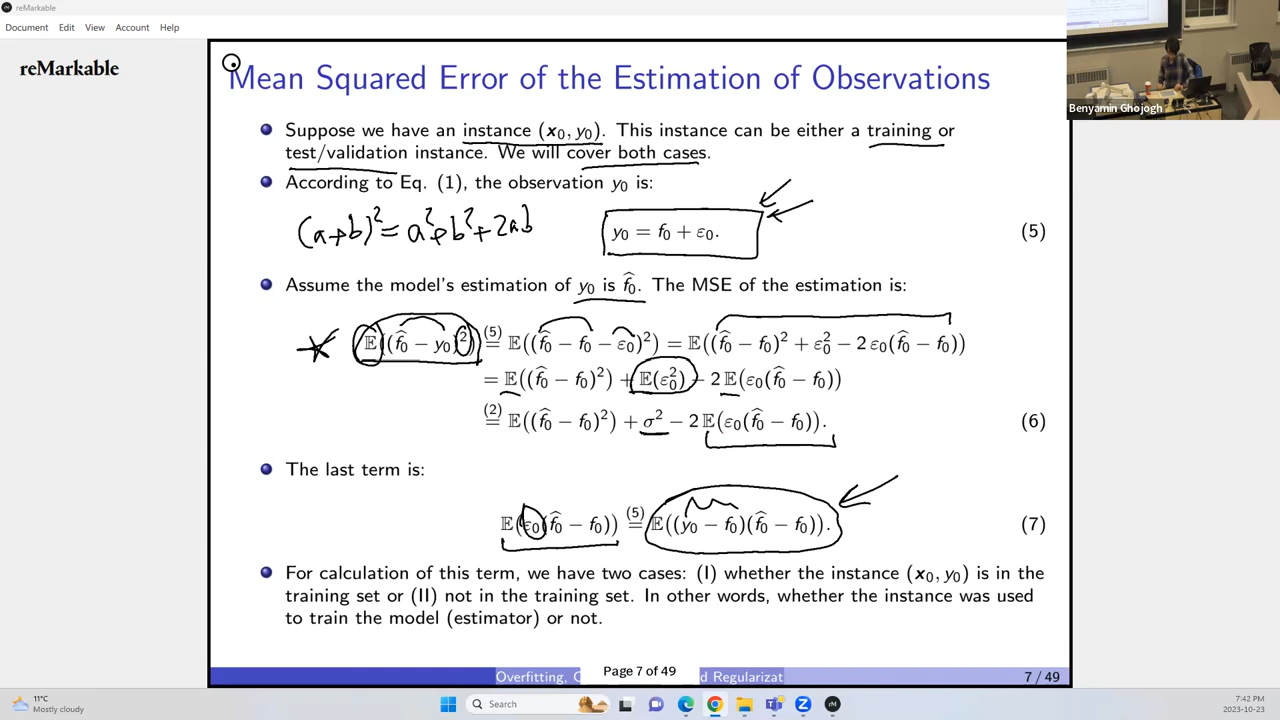 reMarkable
Document Edit View Account Help
reMarkable
Benyamin Ghojogh
Mean Squared Error of the Estimation of Observations
Suppose we have an instance (x₀, y₀). This instance can be either a training or
test/validation instance. We will cover both cases.
According to Eq. (1), the observation y₀ is:
(a+b)² = a²+b²+2ab
y₀ = f₀ + ε₀. (5)
Assume the model's estimation of y₀ is f̂₀. The MSE of the estimation is:
𝔼((f̂₀ − y₀)²) (5)= 𝔼((f̂₀ − f₀ − ε₀)²) = 𝔼((f̂₀ − f₀)² + ε₀² − 2 ε₀(f̂₀ − f₀))
= 𝔼((f̂₀ − f₀)²) + 𝔼(ε₀²) − 2 𝔼(ε₀(f̂₀ − f₀))
(2)= 𝔼((f̂₀ − f₀)²) + σ² − 2 𝔼(ε₀(f̂₀ − f₀)). (6)
The last term is:
𝔼(ε₀(f̂₀ − f₀)) (5)= 𝔼((y₀ − f₀)(f̂₀ − f₀)). (7)
For calculation of this term, we have two cases: (I) whether the instance (x₀, y₀) is in the
training set or (II) not in the training set. In other words, whether the instance was used
to train the model (estimator) or not.
Overfitting, C Page 7 of 49 d Regularizat 7 / 49
11°C
Mostly cloudy
Search
7:42 PM
2023-10-23